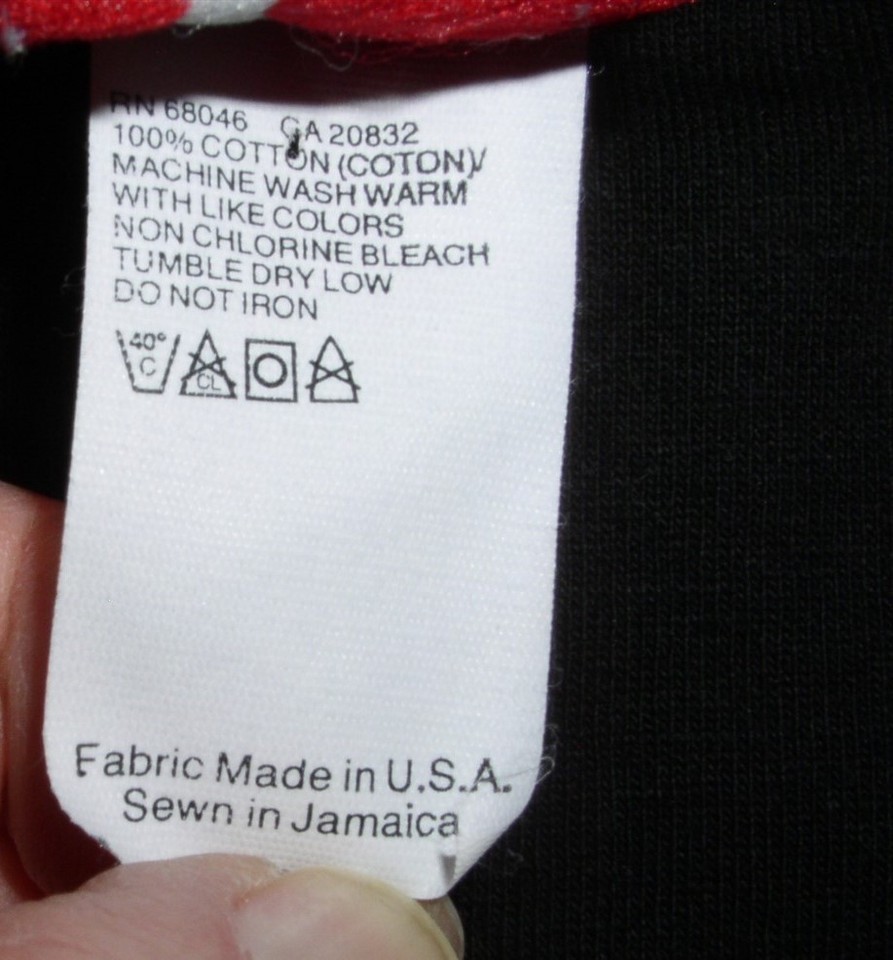 RN 68046 CA 20832
100% COTTON (COTON)/
MACHINE WASH WARM
WITH LIKE COLORS
NON CHLORINE BLEACH
TUMBLE DRY LOW
DO NOT IRON
40°
C
CL
Fabric Made in U.S.A.
Sewn in Jamaica